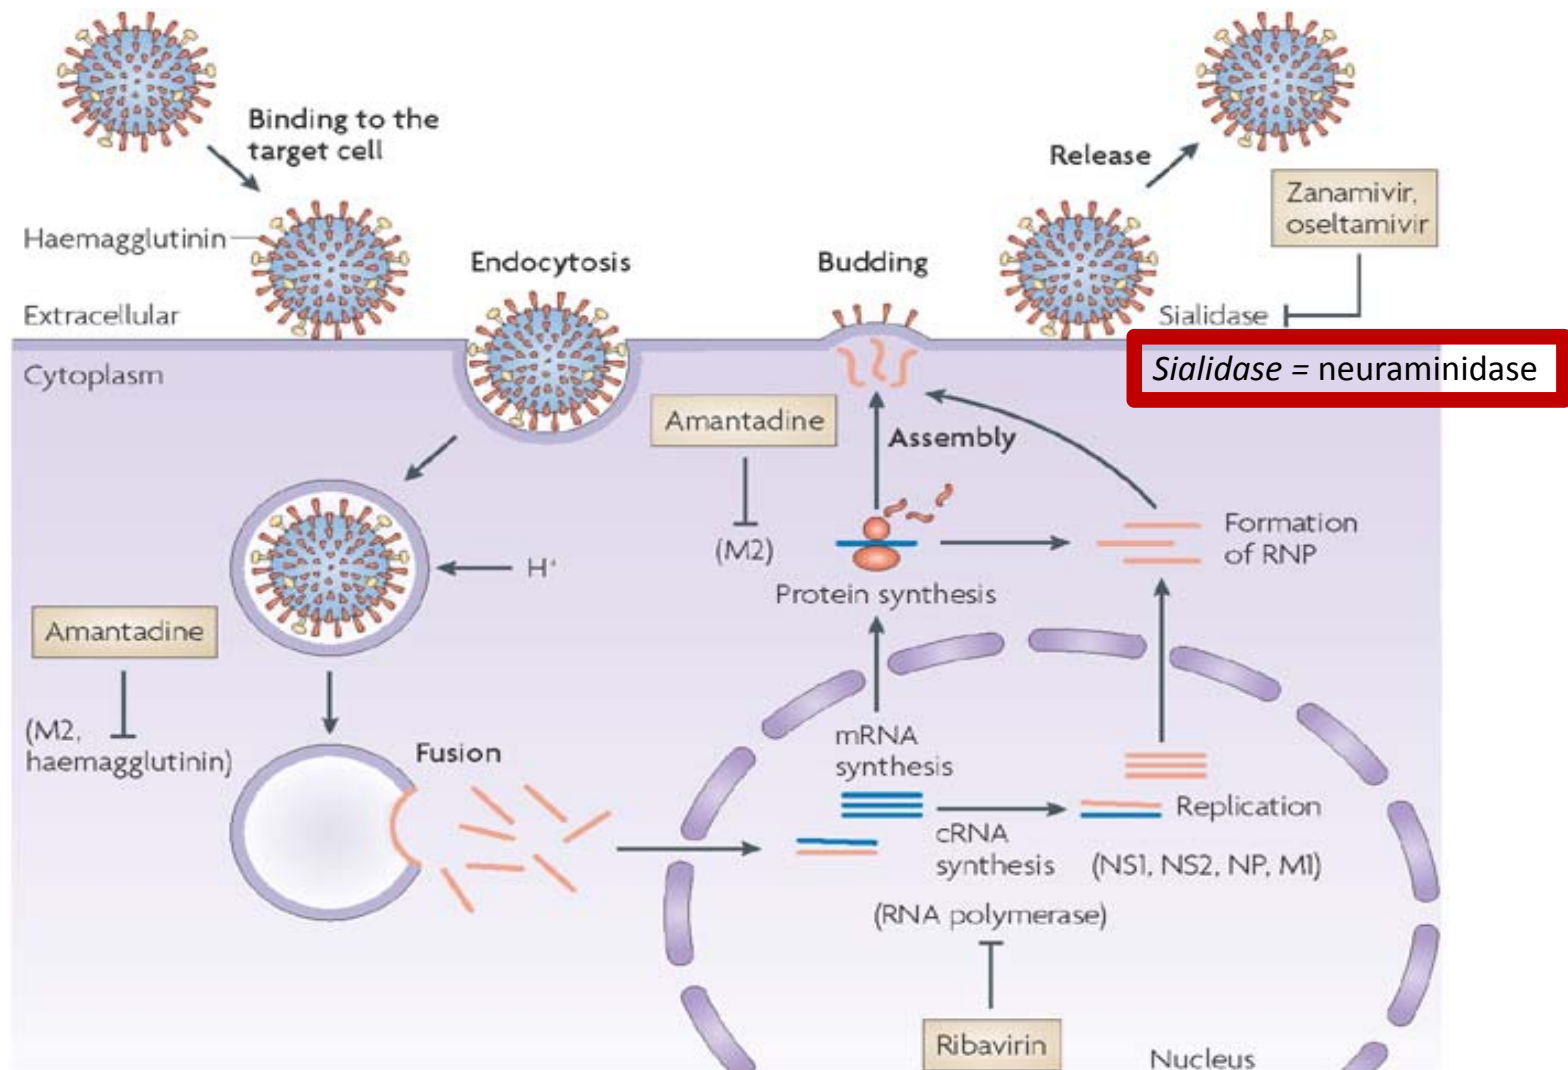 Binding to the
target cell
Haemagglutinin
Extracellular
Cytoplasm
Endocytosis
Budding
Release
Zanamivir,
oseltamivir
Sialidase
Sialidase = neuraminidase
Amantadine
(M2)
Assembly
Formation
of RNP
Protein synthesis
H⁺
Amantadine
(M2,
haemagglutinin)
Fusion
mRNA
synthesis
cRNA
synthesis
Replication
(NS1, NS2, NP, M1)
(RNA polymerase)
Ribavirin
Nucleus